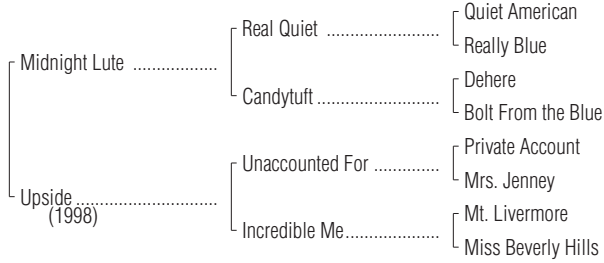 Quiet American
Real Quiet ..................
Really Blue
Midnight Lute .................
Dehere
Candytuft ...........................
Bolt From the Blue
Private Account
Unaccounted For ..............
Mrs. Jenney
Upside ............................
(1998)
Mt. Livermore
Incredible Me.....................
Miss Beverly Hills